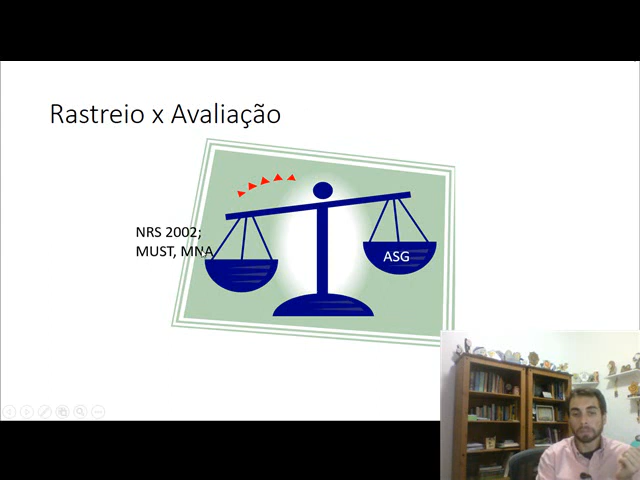 Rastreio x Avaliação
NRS 2002;
MUST, MNA
ASG